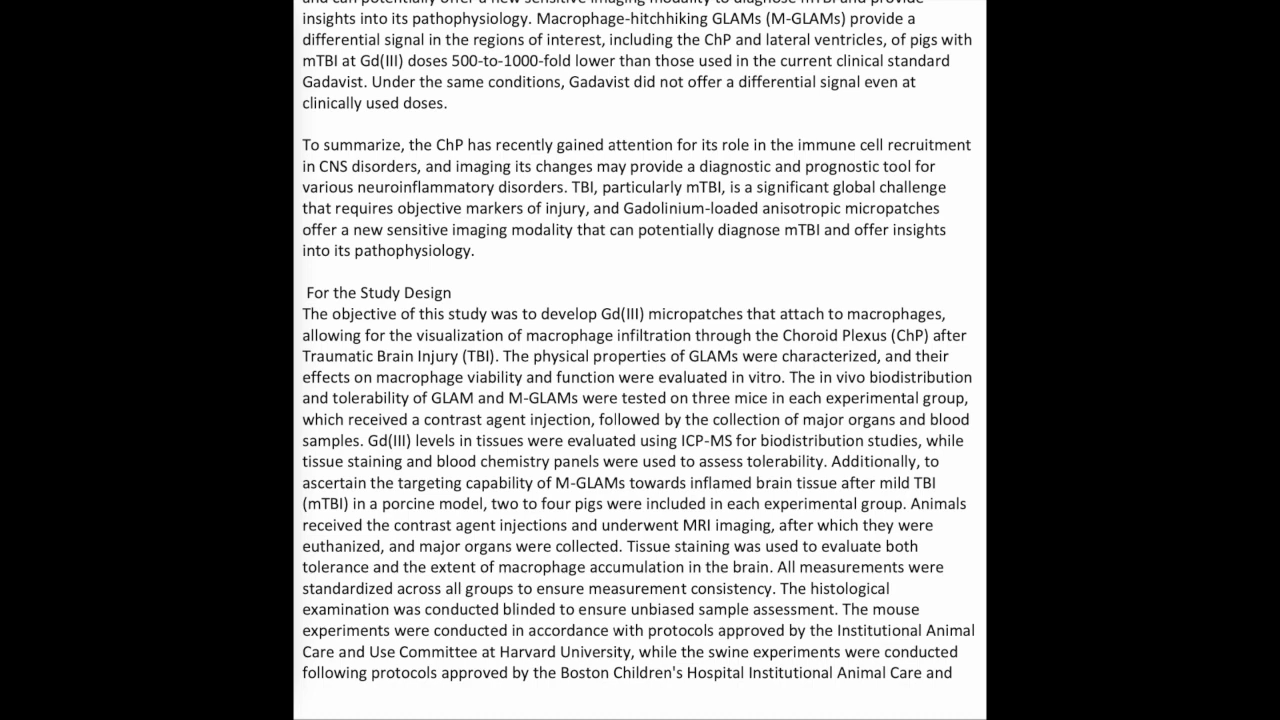 insights into its pathophysiology. Macrophage-hitchhiking GLAMs (M-GLAMs) provide a
differential signal in the regions of interest, including the ChP and lateral ventricles, of pigs with
mTBI at Gd(III) doses 500-to-1000-fold lower than those used in the current clinical standard
Gadavist. Under the same conditions, Gadavist did not offer a differential signal even at
clinically used doses.
To summarize, the ChP has recently gained attention for its role in the immune cell recruitment
in CNS disorders, and imaging its changes may provide a diagnostic and prognostic tool for
various neuroinflammatory disorders. TBI, particularly mTBI, is a significant global challenge
that requires objective markers of injury, and Gadolinium-loaded anisotropic micropatches
offer a new sensitive imaging modality that can potentially diagnose mTBI and offer insights
into its pathophysiology.
For the Study Design
The objective of this study was to develop Gd(III) micropatches that attach to macrophages,
allowing for the visualization of macrophage infiltration through the Choroid Plexus (ChP) after
Traumatic Brain Injury (TBI). The physical properties of GLAMs were characterized, and their
effects on macrophage viability and function were evaluated in vitro. The in vivo biodistribution
and tolerability of GLAM and M-GLAMs were tested on three mice in each experimental group,
which received a contrast agent injection, followed by the collection of major organs and blood
samples. Gd(III) levels in tissues were evaluated using ICP-MS for biodistribution studies, while
tissue staining and blood chemistry panels were used to assess tolerability. Additionally, to
ascertain the targeting capability of M-GLAMs towards inflamed brain tissue after mild TBI
(mTBI) in a porcine model, two to four pigs were included in each experimental group. Animals
received the contrast agent injections and underwent MRI imaging, after which they were
euthanized, and major organs were collected. Tissue staining was used to evaluate both
tolerance and the extent of macrophage accumulation in the brain. All measurements were
standardized across all groups to ensure measurement consistency. The histological
examination was conducted blinded to ensure unbiased sample assessment. The mouse
experiments were conducted in accordance with protocols approved by the Institutional Animal
Care and Use Committee at Harvard University, while the swine experiments were conducted
following protocols approved by the Boston Children's Hospital Institutional Animal Care and